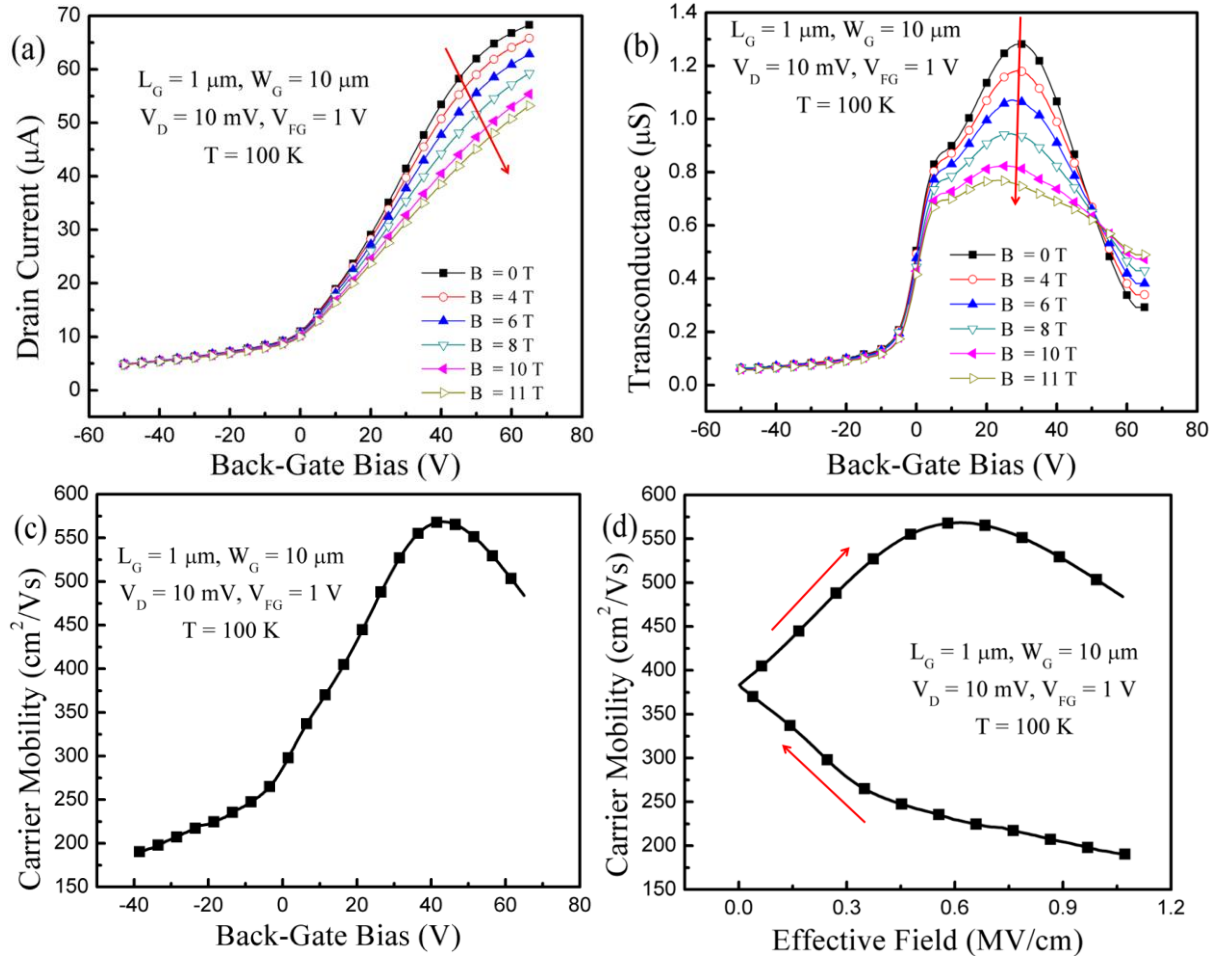 (a)
L_G = 1 μm, W_G = 10 μm
V_D = 10 mV, V_FG = 1 V
T = 100 K
B = 0 T
B = 4 T
B = 6 T
B = 8 T
B = 10 T
B = 11 T
Drain Current (μA)
70
60
50
40
30
20
10
0
-60 -40 -20 0 20 40 60 80
Back-Gate Bias (V)
(b)
L_G = 1 μm, W_G = 10 μm
V_D = 10 mV, V_FG = 1 V
T = 100 K
B = 0 T
B = 4 T
B = 6 T
B = 8 T
B = 10 T
B = 11 T
Transconductance (μS)
1.4
1.2
1.0
0.8
0.6
0.4
0.2
0.0
-60 -40 -20 0 20 40 60 80
Back-Gate Bias (V)
(c)
L_G = 1 μm, W_G = 10 μm
V_D = 10 mV, V_FG = 1 V
T = 100 K
Carrier Mobility (cm²/Vs)
600
550
500
450
400
350
300
250
200
150
-40 -20 0 20 40 60 80
Back-Gate Bias (V)
(d)
L_G = 1 μm, W_G = 10 μm
V_D = 10 mV, V_FG = 1 V
T = 100 K
Carrier Mobility (cm²/Vs)
600
550
500
450
400
350
300
250
200
150
0.0 0.3 0.6 0.9 1.2
Effective Field (MV/cm)